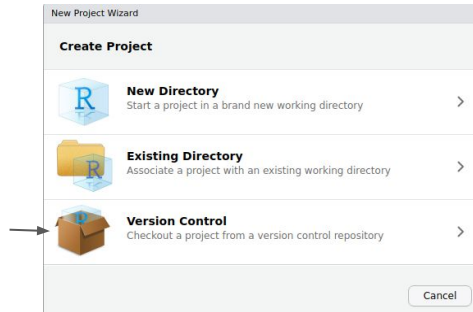 New Project Wizard
Create Project
New Directory
Start a project in a brand new working directory
Existing Directory
Associate a project with an existing working directory
Version Control
Checkout a project from a version control repository
Cancel